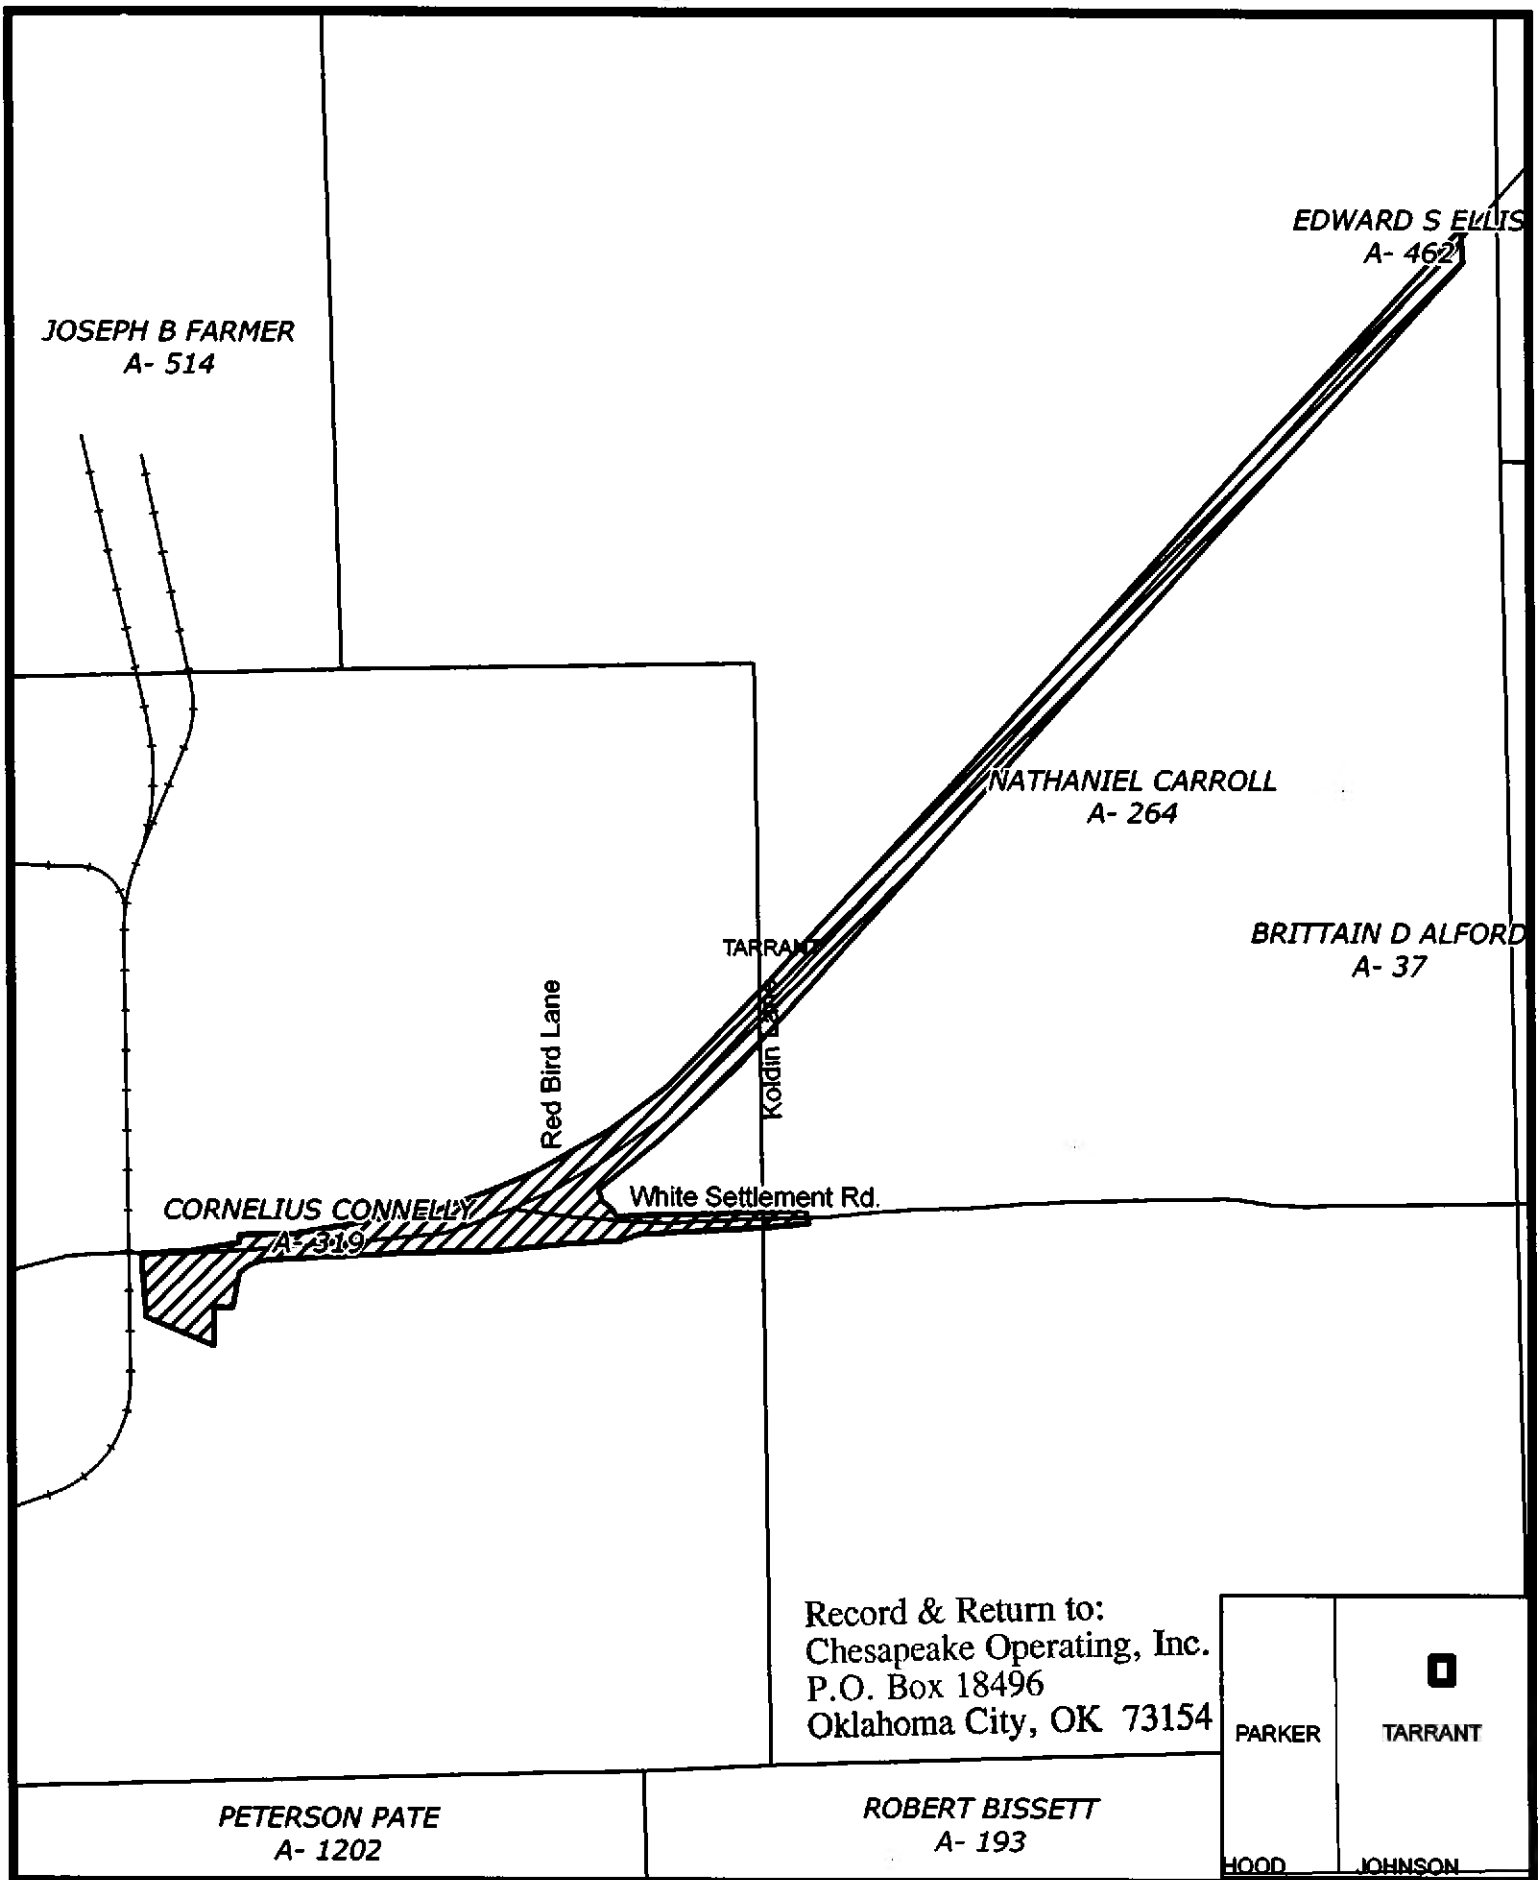 EDWARD S ELLIS
A- 462
JOSEPH B FARMER
A- 514
NATHANIEL CARROLL
A- 264
BRITTAIN D ALFORD
A- 37
TARRANT
Red Bird Lane
Koldin Lane
White Settlement Rd.
CORNELIUS CONNELLY
A- 319
Record & Return to:
Chesapeake Operating, Inc.
P.O. Box 18496
Oklahoma City, OK 73154
PARKER
TARRANT
HOOD
JOHNSON
PETERSON PATE
A- 1202
ROBERT BISSETT
A- 193